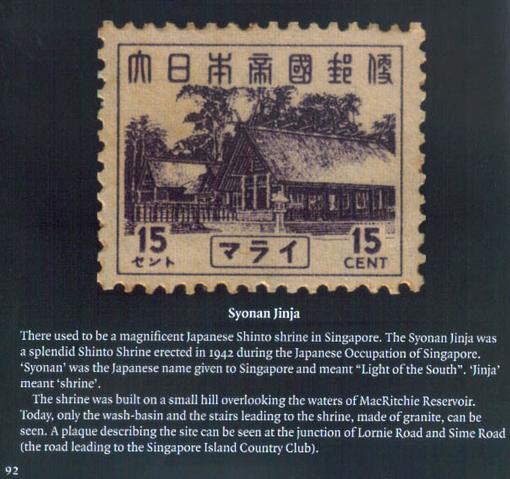 大日本帝國郵便
15
セント
マライ
15
CENT
Syonan Jinja
There used to be a magnificent Japanese Shinto shrine in Singapore. The Syonan Jinja was
a splendid Shinto Shrine erected in 1942 during the Japanese Occupation of Singapore.
‘Syonan’ was the Japanese name given to Singapore and meant “Light of the South”. ‘Jinja’
meant ‘shrine’.
The shrine was built on a small hill overlooking the waters of MacRitchie Reservoir.
Today, only the wash-basin and the stairs leading to the shrine, made of granite, can be
seen. A plaque describing the site can be seen at the junction of Lornie Road and Sime Road
(the road leading to the Singapore Island Country Club).
92